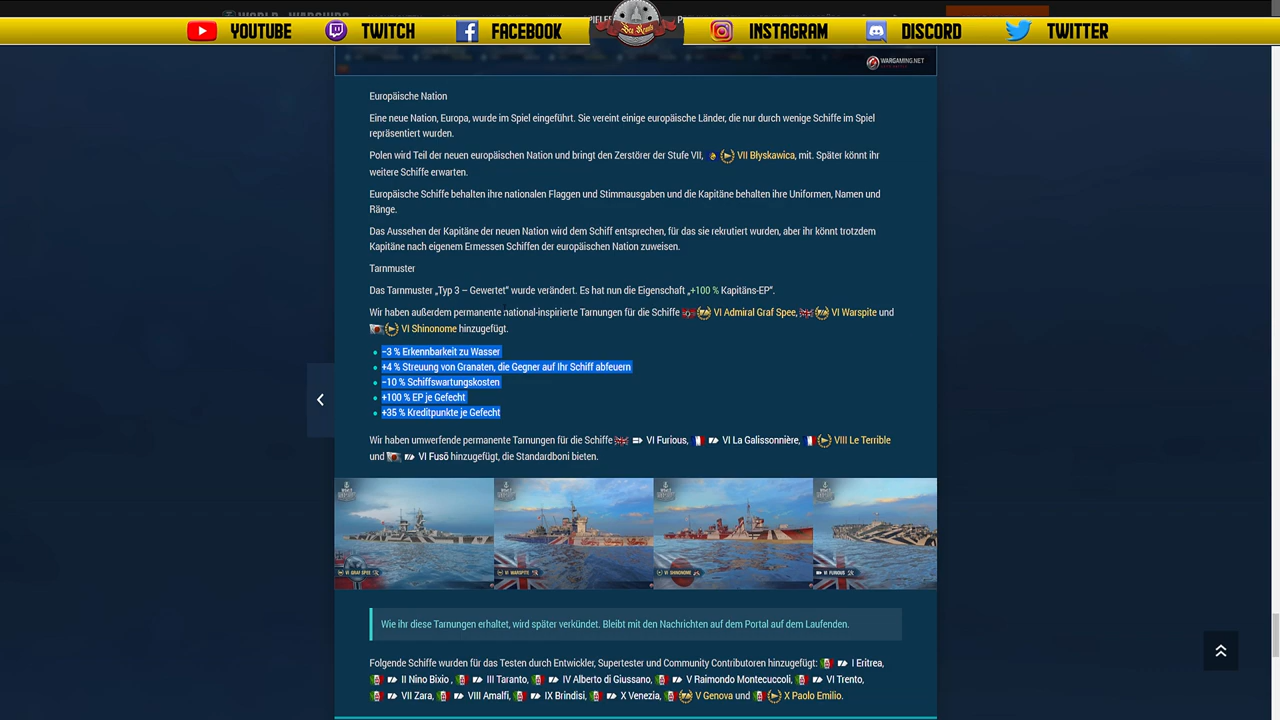 YOUTUBE TWITCH FACEBOOK Sea Rents INSTAGRAM DISCORD TWITTER
WARGAMING.NET
Europäische Nation
Eine neue Nation, Europa, wurde im Spiel eingeführt. Sie vereint einige europäische Länder, die nur durch wenige Schiffe im Spiel
repräsentiert wurden.
Polen wird Teil der neuen europäischen Nation und bringt den Zerstörer der Stufe VII, VII Błyskawica, mit. Später könnt ihr
weitere Schiffe erwarten.
Europäische Schiffe behalten ihre nationalen Flaggen und Stimmausgaben und die Kapitäne behalten ihre Uniformen, Namen und
Ränge.
Das Aussehen der Kapitäne der neuen Nation wird dem Schiff entsprechen, für das sie rekrutiert wurden, aber ihr könnt trotzdem
Kapitäne nach eigenem Ermessen Schiffen der europäischen Nation zuweisen.
Tarnmuster
Das Tarnmuster „Typ 3 – Gewertet“ wurde verändert. Es hat nun die Eigenschaft „+100 % Kapitäns-EP“.
Wir haben außerdem permanente national-inspirierte Tarnungen für die Schiffe VI Admiral Graf Spee, VI Warspite und
VI Shinonome hinzugefügt.
−3 % Erkennbarkeit zu Wasser
+4 % Streuung von Granaten, die Gegner auf Ihr Schiff abfeuern
−10 % Schiffswartungskosten
+100 % EP je Gefecht
+35 % Kreditpunkte je Gefecht
Wir haben umwerfende permanente Tarnungen für die Schiffe VI Furious, VI La Galissonnière, VIII Le Terrible
und VI Fusō hinzugefügt, die Standardboni bieten.
VI GRAF SPEE VI WARSPITE VI SHINONOME VI FURIOUS
Wie ihr diese Tarnungen erhaltet, wird später verkündet. Bleibt mit den Nachrichten auf dem Portal auf dem Laufenden.
Folgende Schiffe wurden für das Testen durch Entwickler, Supertester und Community Contributoren hinzugefügt: I Eritrea,
II Nino Bixio , III Taranto, IV Alberto di Giussano, V Raimondo Montecuccoli, VI Trento,
VII Zara, VIII Amalfi, IX Brindisi, X Venezia, V Genova und X Paolo Emilio.